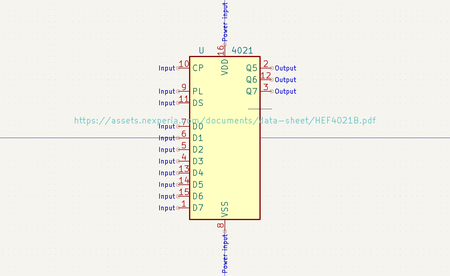 Power input
16
VDD
U 4021
Input 10 CP Q5 2 Output
Q6 12 Output
Input 9 PL Q7 3 Output
Input 11 DS
https://assets.nexperia.com/documents/data-sheet/HEF4021B.pdf
Input 7 D0
Input 6 D1
Input 5 D2
Input 4 D3
Input 13 D4
Input 14 D5
Input 15 D6
Input 1 D7
VSS
8
Power input